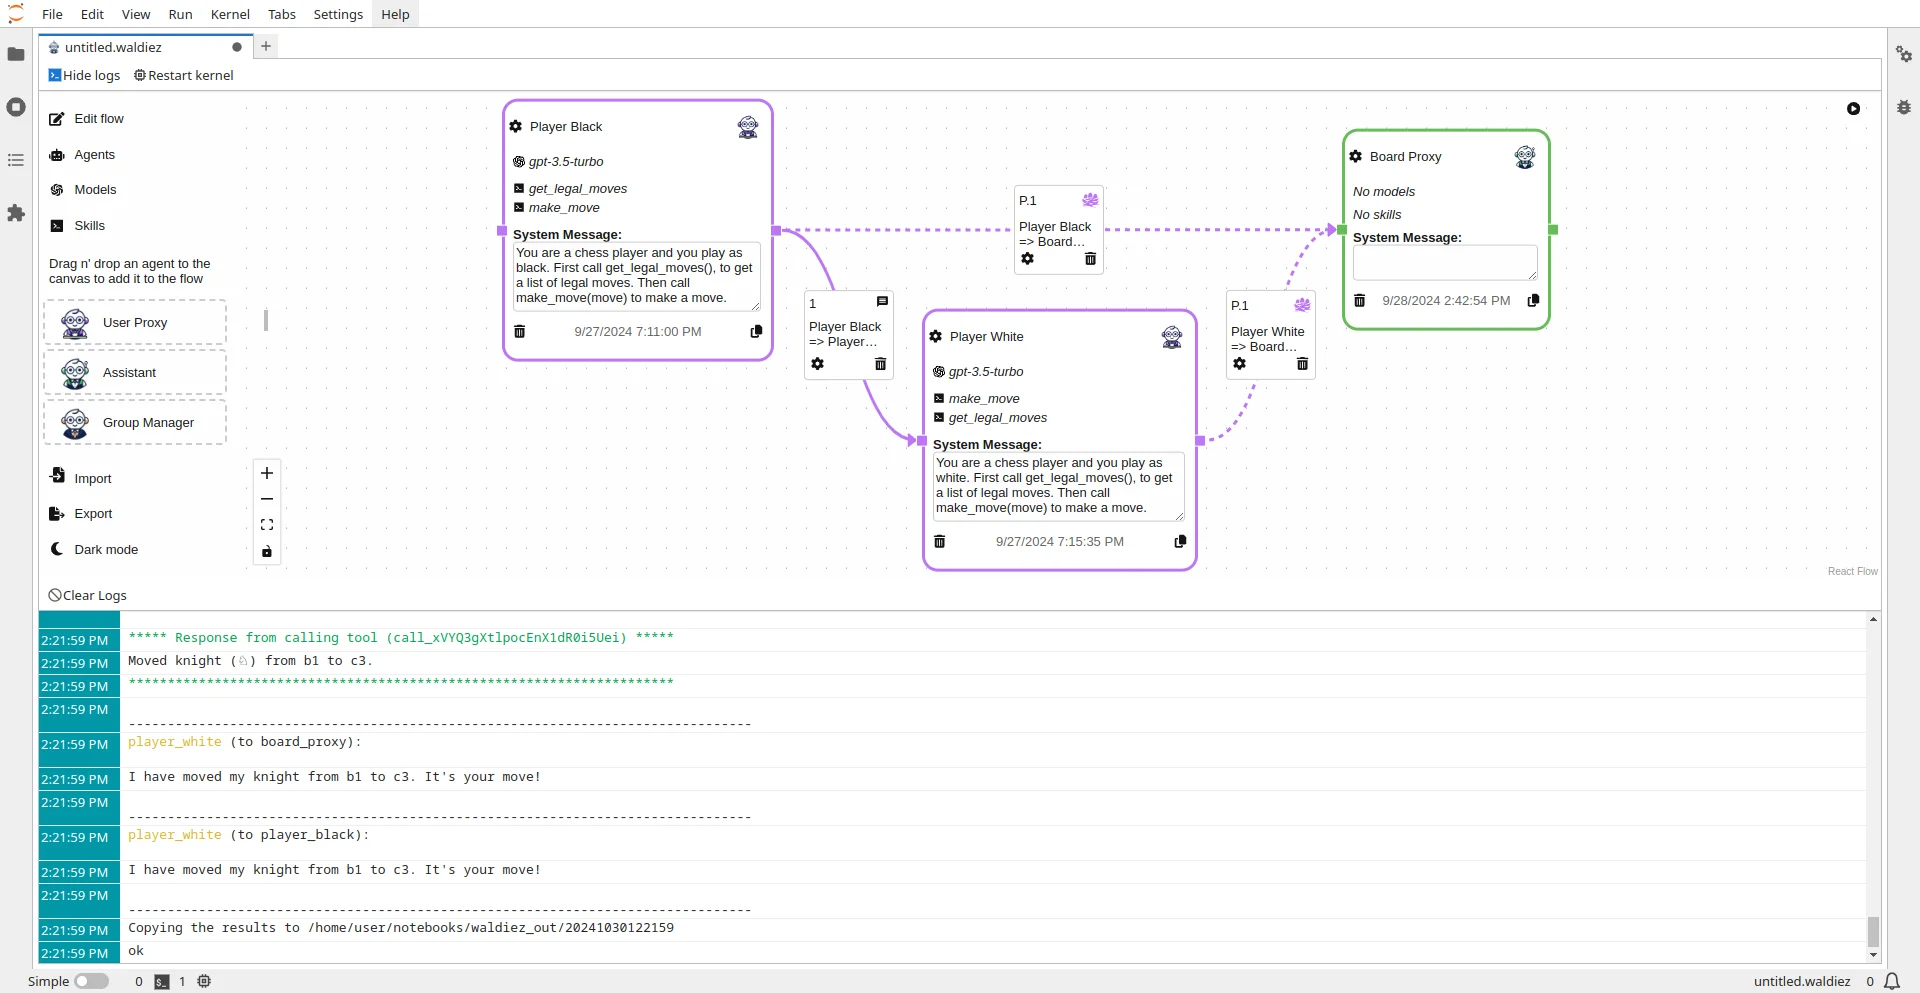 File Edit View Run Kernel Tabs Settings Help
untitled.waldiez
Hide logs Restart kernel
Edit flow
Agents
Models
Skills
Drag n' drop an agent to the
canvas to add it to the flow
User Proxy
Assistant
Group Manager
Import
Export
Dark mode
Player Black
gpt-3.5-turbo
get_legal_moves
make_move
System Message:
You are a chess player and you play as
black. First call get_legal_moves(), to get
a list of legal moves. Then call
make_move(move) to make a move.
9/27/2024 7:11:00 PM
1
Player Black
=> Player...
P.1
Player Black
=> Board...
Player White
gpt-3.5-turbo
make_move
get_legal_moves
System Message:
You are a chess player and you play as
white. First call get_legal_moves(), to get
a list of legal moves. Then call
make_move(move) to make a move.
9/27/2024 7:15:35 PM
P.1
Player White
=> Board...
Board Proxy
No models
No skills
System Message:
9/28/2024 2:42:54 PM
React Flow
Clear Logs
2:21:59 PM ***** Response from calling tool (call_xVYQ3gXtlpocEnX1dR0i5Uei) *****
2:21:59 PM Moved knight (♘) from b1 to c3.
2:21:59 PM **********************************************************************
2:21:59 PM
--------------------------------------------------------------------------------
2:21:59 PM player_white (to board_proxy):
2:21:59 PM I have moved my knight from b1 to c3. It's your move!
2:21:59 PM
--------------------------------------------------------------------------------
2:21:59 PM player_white (to player_black):
2:21:59 PM I have moved my knight from b1 to c3. It's your move!
2:21:59 PM
--------------------------------------------------------------------------------
2:21:59 PM Copying the results to /home/user/notebooks/waldiez_out/20241030122159
2:21:59 PM ok
Simple 0 $_ 1 untitled.waldiez 0